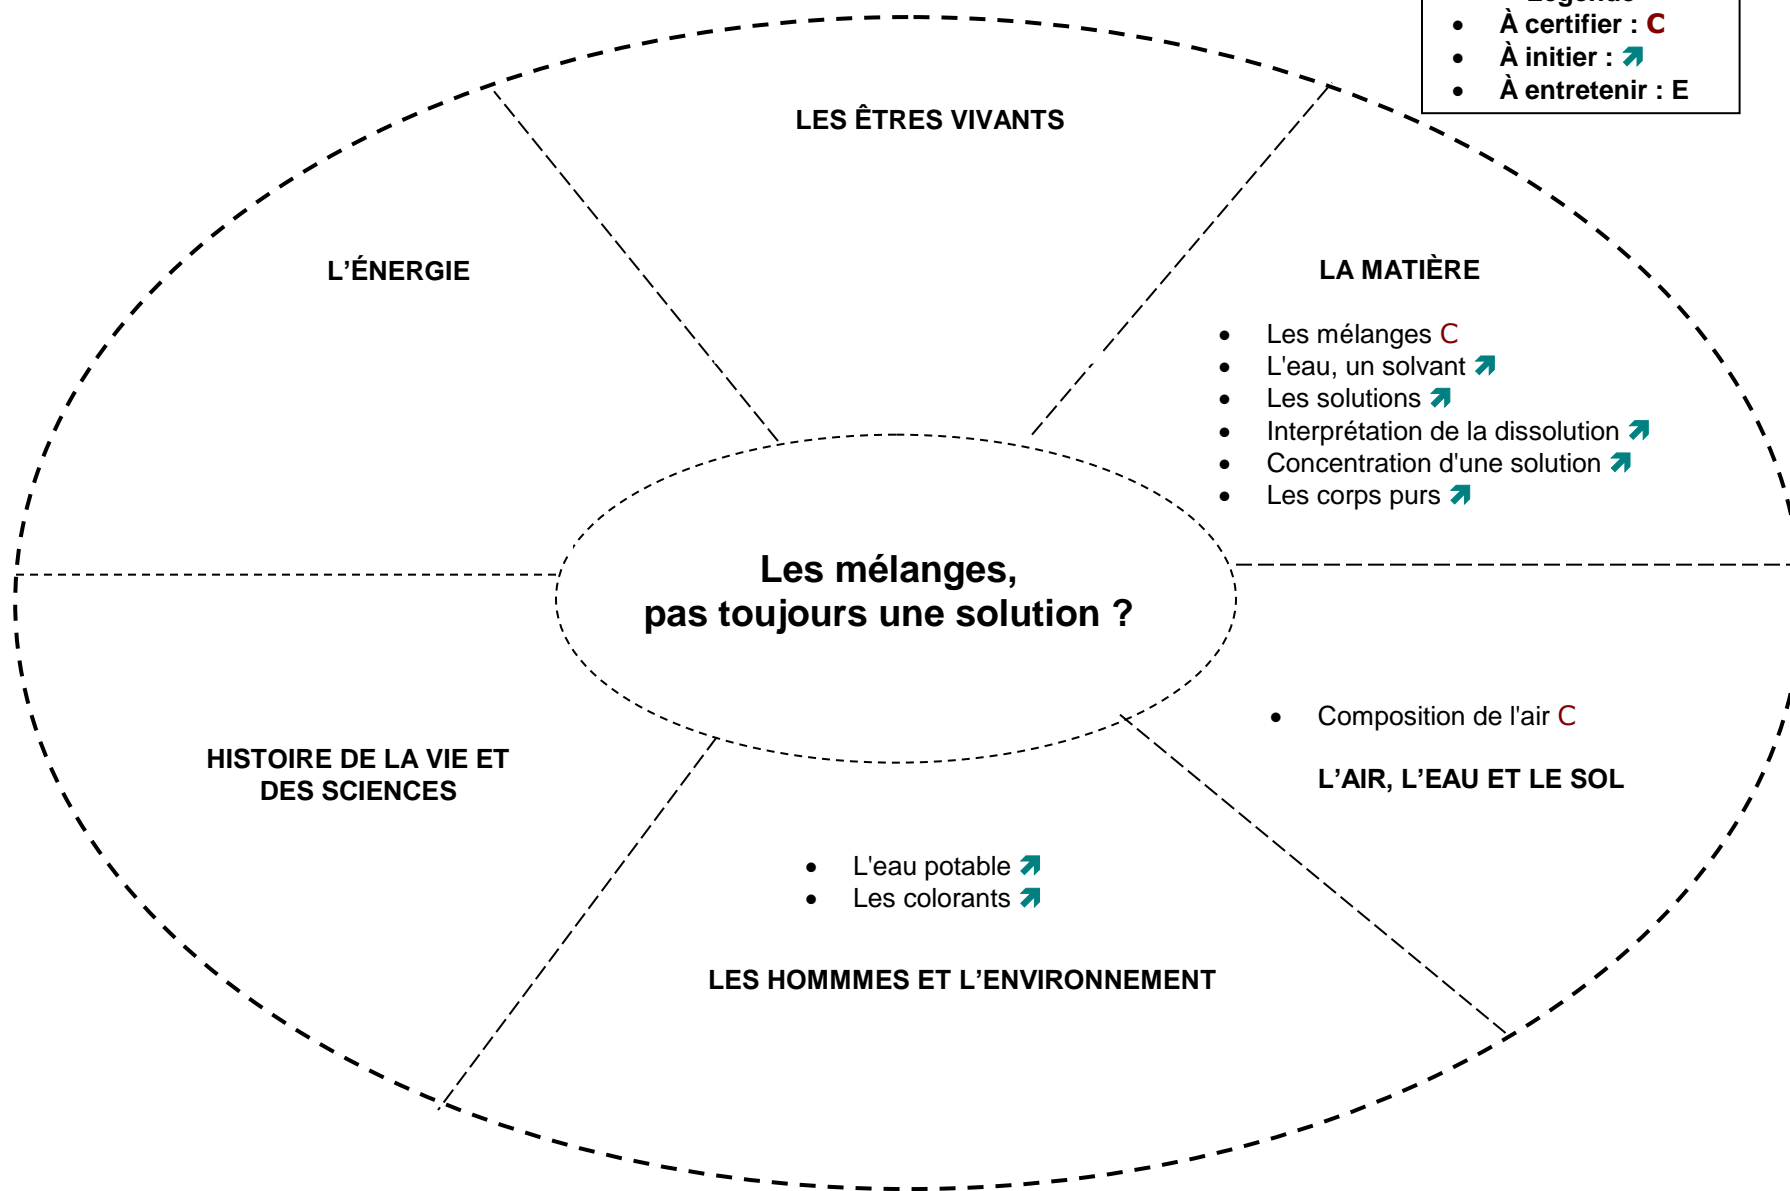 Légende
• À certifier : C
• À initier : ↗
• À entretenir : E
LES ÊTRES VIVANTS
L’ÉNERGIE
LA MATIÈRE
• Les mélanges C
• L'eau, un solvant ↗
• Les solutions ↗
• Interprétation de la dissolution ↗
• Concentration d'une solution ↗
• Les corps purs ↗
Les mélanges,
pas toujours une solution ?
• Composition de l'air C
L’AIR, L’EAU ET LE SOL
HISTOIRE DE LA VIE ET
DES SCIENCES
• L'eau potable ↗
• Les colorants ↗
LES HOMMMES ET L’ENVIRONNEMENT